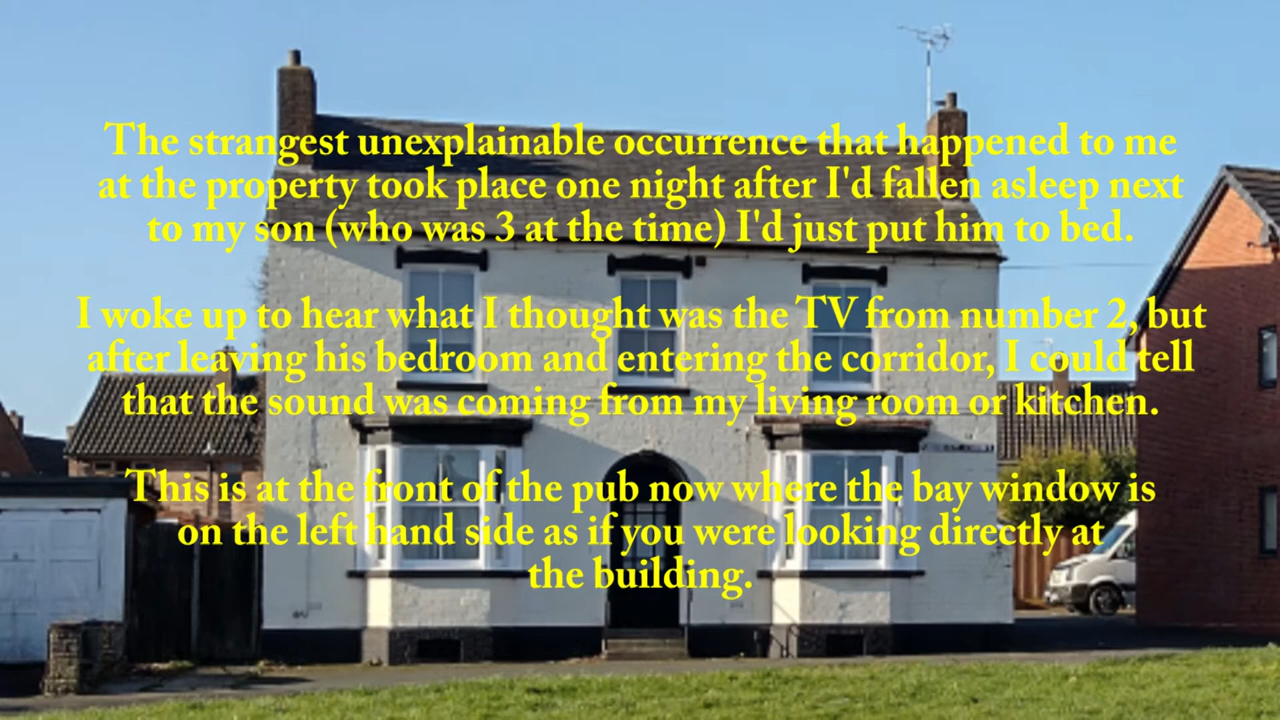 The strangest unexplainable occurrence that happened to me
at the property took place one night after I'd fallen asleep next
to my son (who was 3 at the time) I'd just put him to bed.
I woke up to hear what I thought was the TV from number 2, but
after leaving his bedroom and entering the corridor, I could tell
that the sound was coming from my living room or kitchen.
This is at the front of the pub now where the bay window is
on the left hand side as if you were looking directly at
the building.